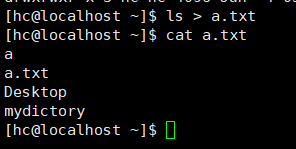 [hc@localhost ~]$ ls > a.txt
[hc@localhost ~]$ cat a.txt
a
a.txt
Desktop
mydictory
[hc@localhost ~]$